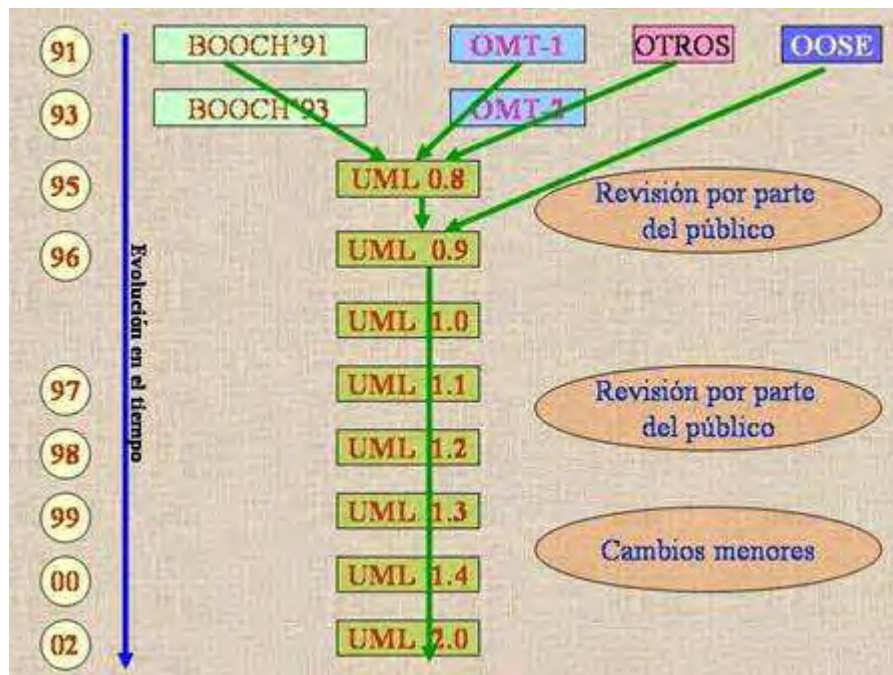 91 BOOCH'91 OMT-1 OTROS OOSE
93 BOOCH'93 OMT-2
95 UML 0.8
Revisión por parte
del público
96 UML 0.9
Evolución en el tiempo
UML 1.0
97 UML 1.1
Revisión por parte
del público
98 UML 1.2
99 UML 1.3
Cambios menores
00 UML 1.4
02 UML 2.0